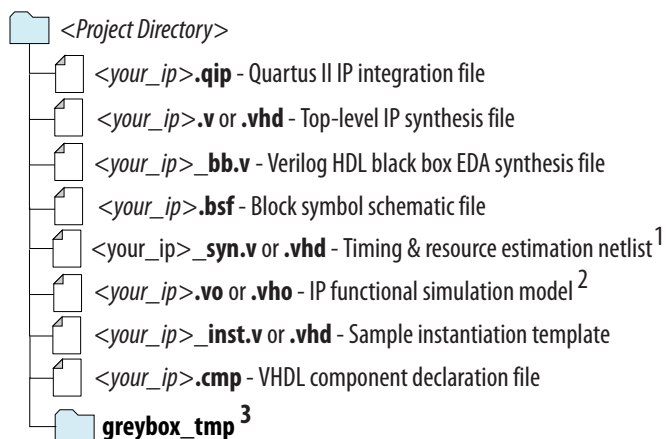 <Project Directory>
<your_ip>.qip - Quartus II IP integration file
<your_ip>.v or .vhd - Top-level IP synthesis file
<your_ip>_bb.v - Verilog HDL black box EDA synthesis file
<your_ip>.bsf - Block symbol schematic file
<your_ip>_syn.v or .vhd - Timing & resource estimation netlist 1
<your_ip>.vo or .vho - IP functional simulation model 2
<your_ip>_inst.v or .vhd - Sample instantiation template
<your_ip>.cmp - VHDL component declaration file
greybox_tmp 3